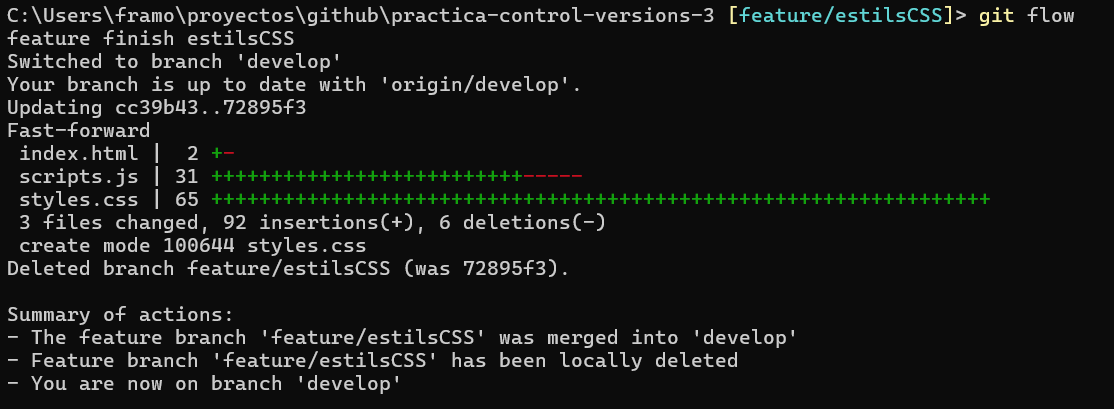 C:\Users\framo\proyectos\github\practica-control-versions-3 [feature/estilsCSS]> git flow
feature finish estilsCSS
Switched to branch 'develop'
Your branch is up to date with 'origin/develop'.
Updating cc39b43..72895f3
Fast-forward
 index.html |  2 +-
 scripts.js | 31 ++++++++++++++++++++++++++-----
 styles.css | 65 +++++++++++++++++++++++++++++++++++++++++++++++++++++++++++++++++
 3 files changed, 92 insertions(+), 6 deletions(-)
 create mode 100644 styles.css
Deleted branch feature/estilsCSS (was 72895f3).

Summary of actions:
- The feature branch 'feature/estilsCSS' was merged into 'develop'
- Feature branch 'feature/estilsCSS' has been locally deleted
- You are now on branch 'develop'